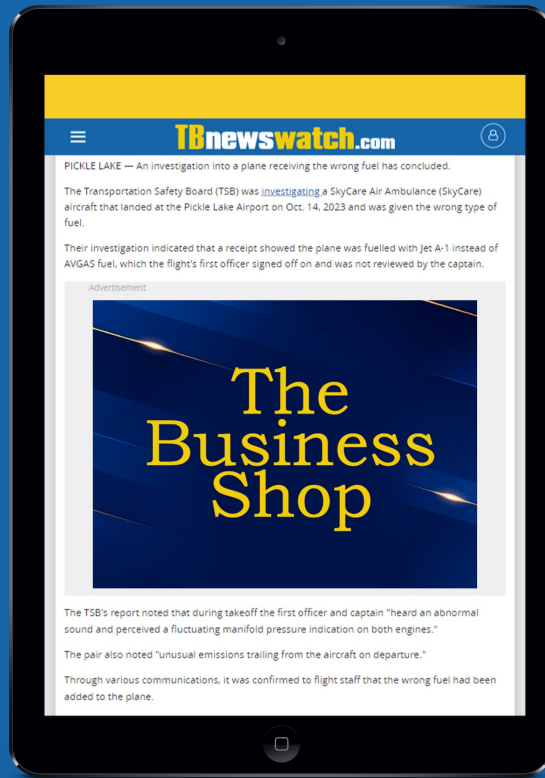 TBnewswatch.com
PICKLE LAKE — An investigation into a plane receiving the wrong fuel has concluded.
The Transportation Safety Board (TSB) was investigating a SkyCare Air Ambulance (SkyCare)
aircraft that landed at the Pickle Lake Airport on Oct. 14, 2023 and was given the wrong type of
fuel.
Their investigation indicated that a receipt showed the plane was fuelled with Jet A-1 instead of
AVGAS fuel, which the flight's first officer signed off on and was not reviewed by the captain.
Advertisement
The
Business
Shop
The TSB's report noted that during takeoff the first officer and captain "heard an abnormal
sound and perceived a fluctuating manifold pressure indication on both engines."
The pair also noted "unusual emissions trailing from the aircraft on departure."
Through various communications, it was confirmed to flight staff that the wrong fuel had been
added to the plane.